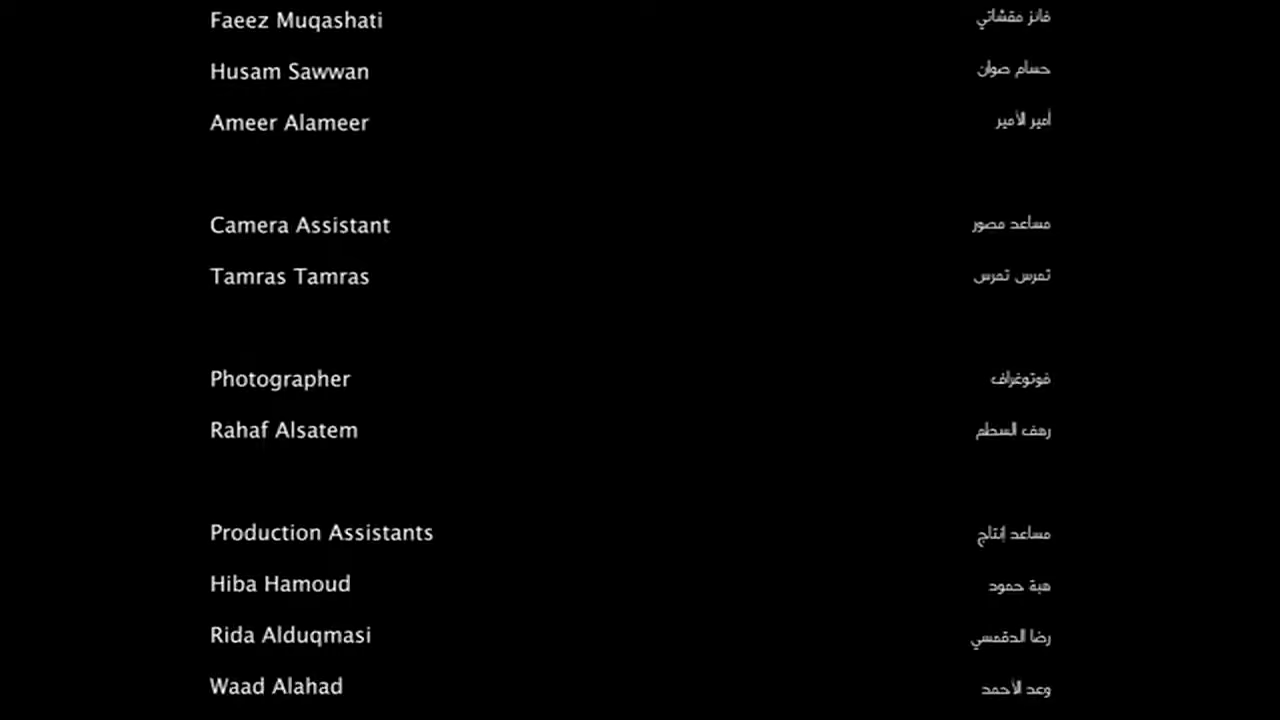 Faeez Muqashati فائز مقشاتي
Husam Sawwan حسام صوان
Ameer Alameer أمير الأمير
Camera Assistant مساعد مصور
Tamras Tamras تمرس تمرس
Photographer فوتوغراف
Rahaf Alsatem رهف السطم
Production Assistants مساعد إنتاج
Hiba Hamoud هبة حمود
Rida Alduqmasi رضا الدقمسي
Waad Alahad وعد الأحمد